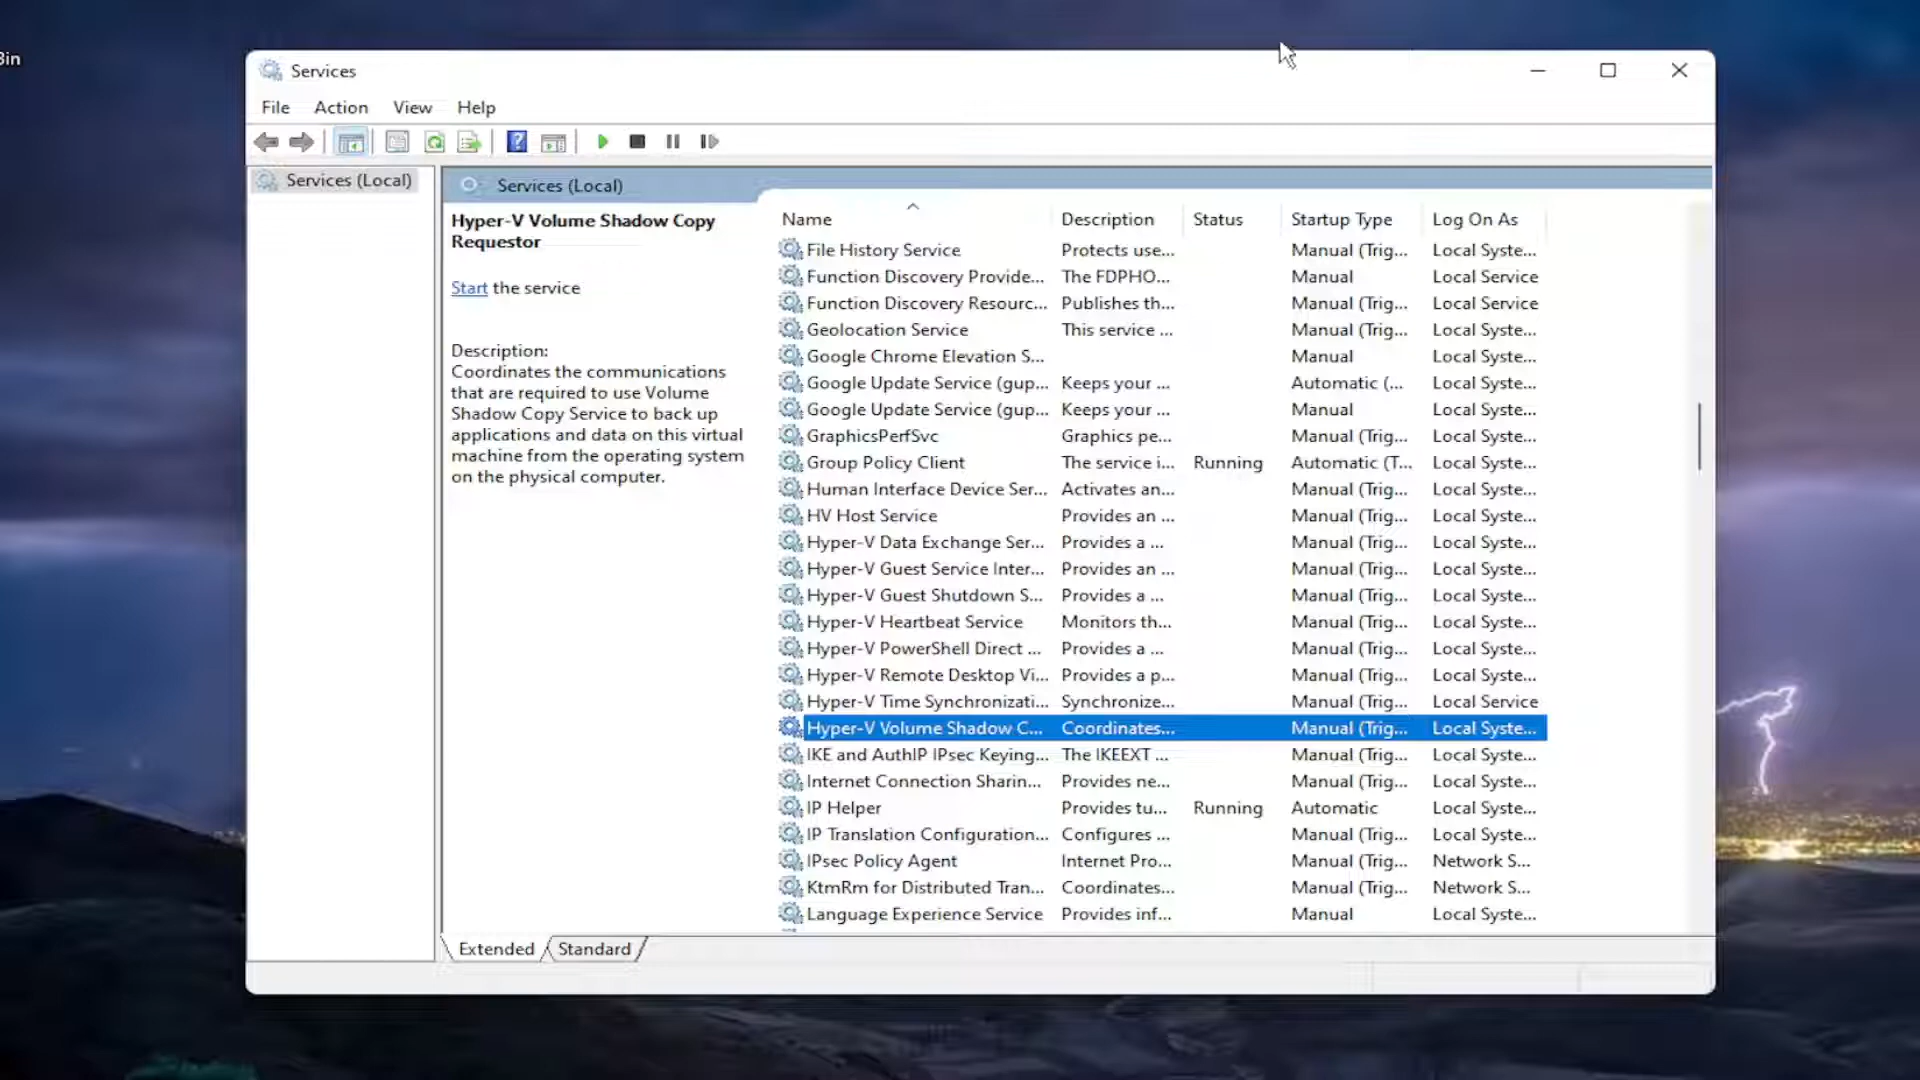 Bin
Services
File Action View Help
Services (Local)
Services (Local)
Hyper-V Volume Shadow Copy
Requestor
Start the service
Description:
Coordinates the communications
that are required to use Volume
Shadow Copy Service to back up
applications and data on this virtual
machine from the operating system
on the physical computer.
Name Description Status Startup Type Log On As
File History Service Protects use... Manual (Trig... Local Syste...
Function Discovery Provide... The FDPHO... Manual Local Service
Function Discovery Resourc... Publishes th... Manual (Trig... Local Service
Geolocation Service This service ... Manual (Trig... Local Syste...
Google Chrome Elevation S... Manual Local Syste...
Google Update Service (gup... Keeps your ... Automatic (... Local Syste...
Google Update Service (gup... Keeps your ... Manual Local Syste...
GraphicsPerfSvc Graphics pe... Manual (Trig... Local Syste...
Group Policy Client The service i... Running Automatic (T... Local Syste...
Human Interface Device Ser... Activates an... Manual (Trig... Local Syste...
HV Host Service Provides an ... Manual (Trig... Local Syste...
Hyper-V Data Exchange Ser... Provides a ... Manual (Trig... Local Syste...
Hyper-V Guest Service Inter... Provides an ... Manual (Trig... Local Syste...
Hyper-V Guest Shutdown S... Provides a ... Manual (Trig... Local Syste...
Hyper-V Heartbeat Service Monitors th... Manual (Trig... Local Syste...
Hyper-V PowerShell Direct ... Provides a ... Manual (Trig... Local Syste...
Hyper-V Remote Desktop Vi... Provides a p... Manual (Trig... Local Syste...
Hyper-V Time Synchronizati... Synchronize... Manual (Trig... Local Service
Hyper-V Volume Shadow C... Coordinates... Manual (Trig... Local Syste...
IKE and AuthIP IPsec Keying... The IKEEXT ... Manual (Trig... Local Syste...
Internet Connection Sharin... Provides ne... Manual (Trig... Local Syste...
IP Helper Provides tu... Running Automatic Local Syste...
IP Translation Configuration... Configures ... Manual (Trig... Local Syste...
IPsec Policy Agent Internet Pro... Manual (Trig... Network S...
KtmRm for Distributed Tran... Coordinates... Manual (Trig... Network S...
Language Experience Service Provides inf... Manual Local Syste...
Extended Standard